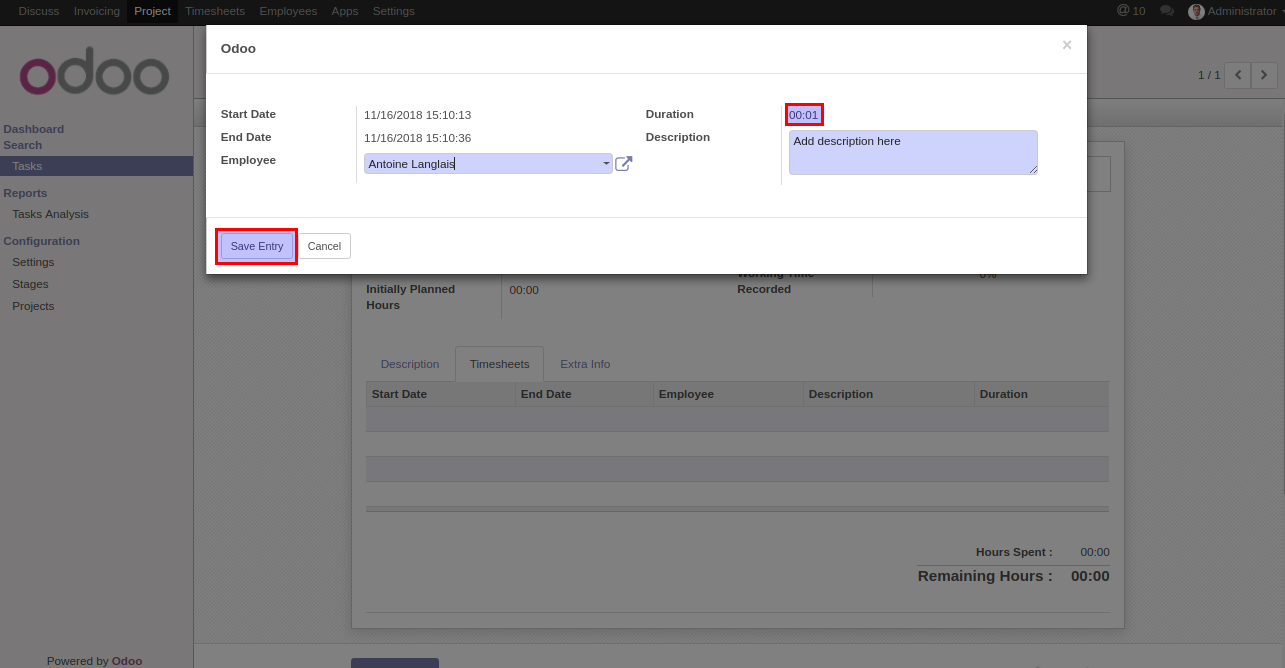 Discuss Invoicing Project Timesheets Employees Apps Settings @ 10 Administrator
odoo
Odoo ×
1 / 1
Start Date 11/16/2018 15:10:13 Duration 00:01
End Date 11/16/2018 15:10:36 Description Add description here
Employee Antoine Langlais
Save Entry Cancel
Dashboard
Search
Tasks
Reports
Tasks Analysis
Configuration
Settings
Stages
Projects
Working Time 0%
Initially Planned 00:00 Recorded
Hours
Description Timesheets Extra Info
Start Date End Date Employee Description Duration
Hours Spent : 00:00
Remaining Hours : 00:00
Powered by Odoo